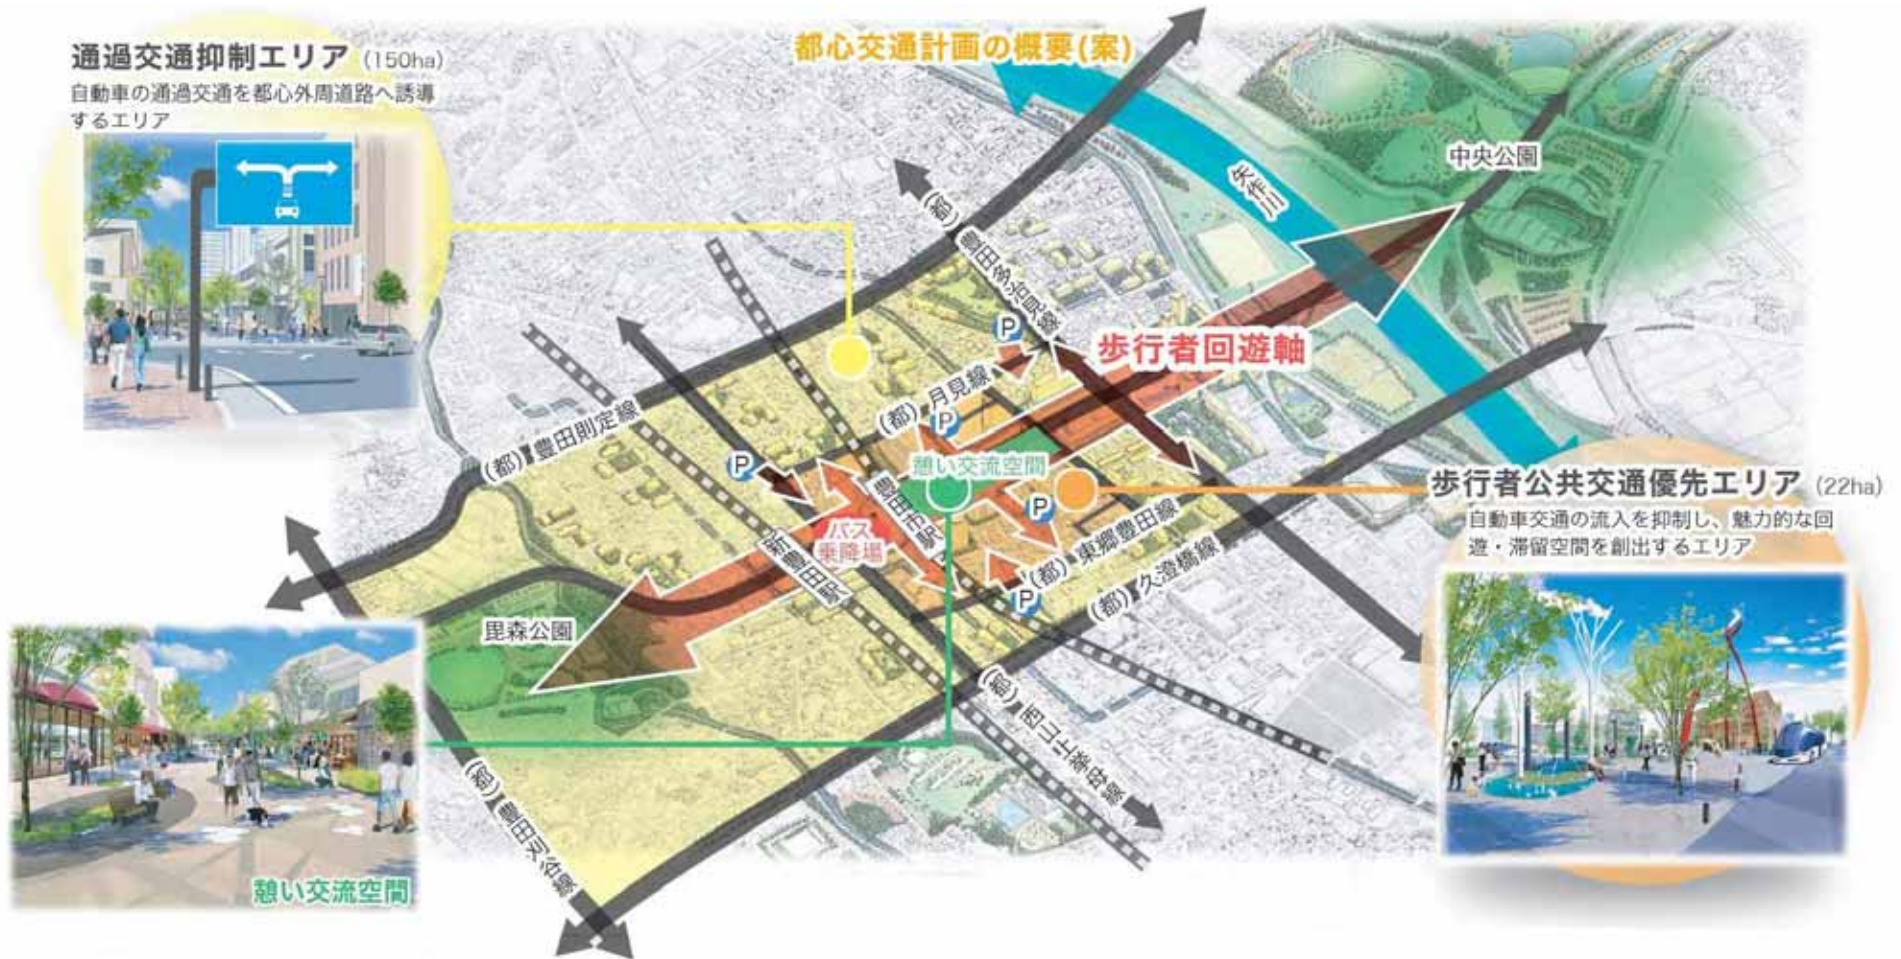 都心交通計画の概要(案)
通過交通抑制エリア (150ha)
自動車の通過交通を都心外周道路へ誘導
するエリア
中央公園
矢作川
(都) 豊田多治見線
P
歩行者回遊軸
(都) 月見線
P
(都) 豊田則定線
P
憩い交流空間
豊田市駅
P
歩行者公共交通優先エリア (22ha)
自動車交通の流入を抑制し、魅力的な回
遊・滞留空間を創出するエリア
バス
乗降場
新豊田駅
(都) 東郷豊田線
P
(都) 久澄橋線
毘森公園
(都) 西山上挙母線
(都) 豊田刈谷線
憩い交流空間